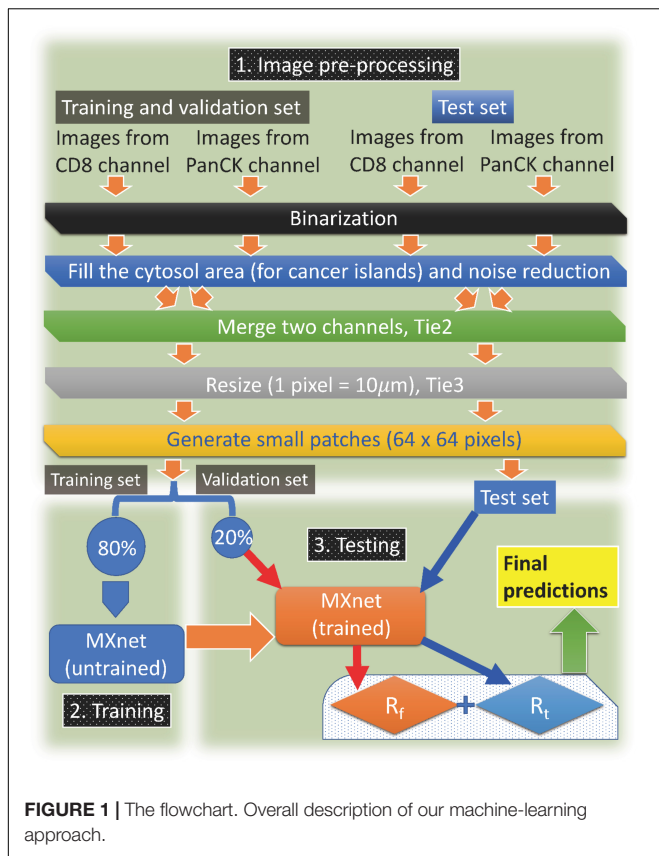 1. Image pre-processing
Training and validation set
Test set
Images from
CD8 channel
Images from
PanCK channel
Images from
CD8 channel
Images from
PanCK channel
Binarization
Fill the cytosol area (for cancer islands) and noise reduction
Merge two channels, Tie2
Resize (1 pixel = 10μm), Tie3
Generate small patches (64 x 64 pixels)
Training set
Validation set
Test set
80%
20%
3. Testing
Final
predictions
MXnet
(untrained)
MXnet
(trained)
2. Training
Rf
+
Rt
FIGURE 1 | The flowchart. Overall description of our machine-learning
approach.